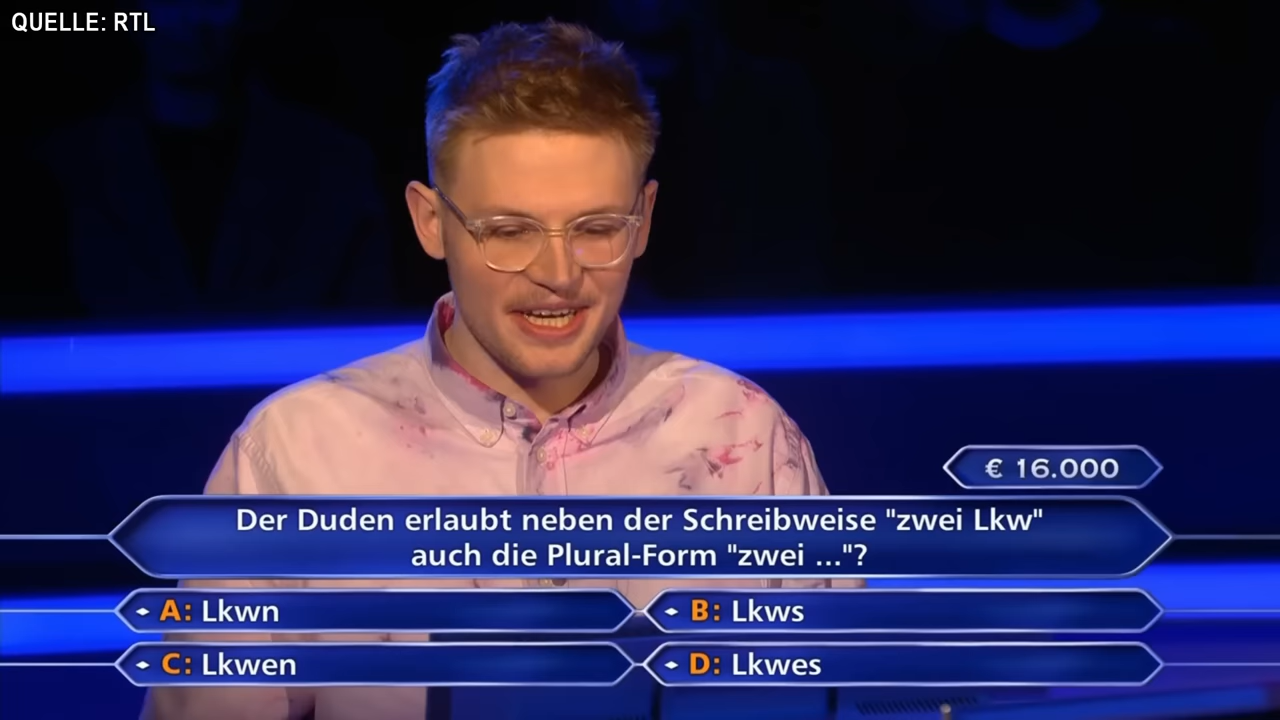 QUELLE: RTL
€ 16.000
Der Duden erlaubt neben der Schreibweise "zwei Lkw"
auch die Plural-Form "zwei ..."?
A: Lkwn
B: Lkws
C: Lkwen
D: Lkwes